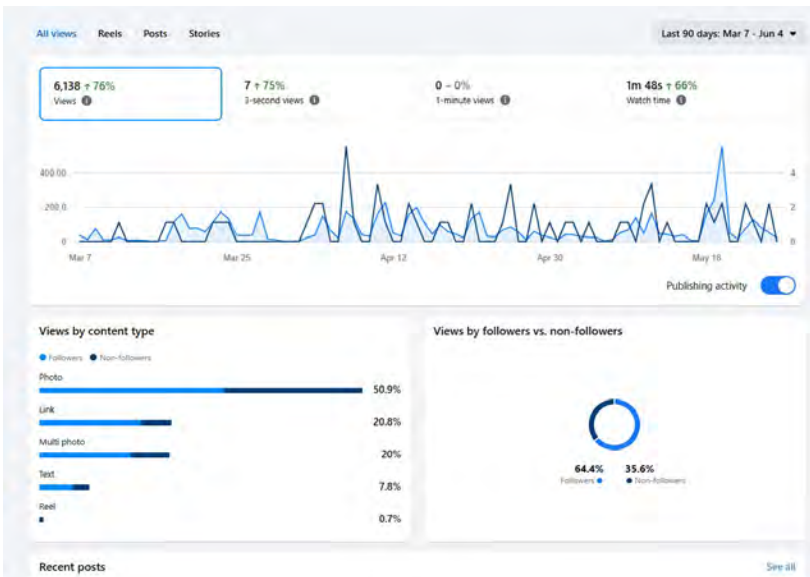 All views Reels Posts Stories Last 90 days: Mar 7 - Jun 4
6,138 ↑ 76% 7 ↑ 75% 0 – 0% 1m 48s ↑ 66%
Views 3-second views 1-minute views Watch time
400.00 4
200.0 2
0 0
Mar 7 Mar 25 Apr 12 Apr 30 May 18
Publishing activity
Views by content type
Followers Non-followers
Photo
50.9%
Link
20.8%
Multi photo
20%
Text
7.8%
Reel
0.7%
Views by followers vs. non-followers
64.4% 35.6%
Followers Non-followers
Recent posts See all